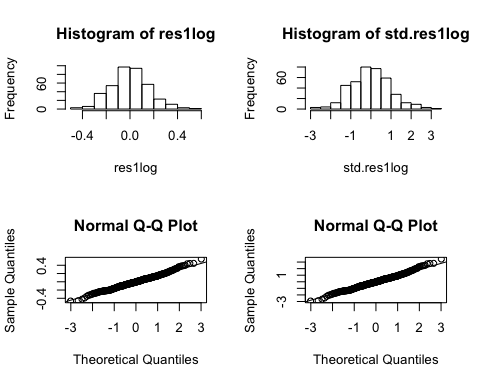 Histogram of res1log
Histogram of std.res1log
Frequency
0
60
-0.4
0.0
0.4
res1log
Frequency
0
60
-3
-1
0
1
2
3
std.res1log
Normal Q-Q Plot
Normal Q-Q Plot
Sample Quantiles
-0.4
0.4
-3
-1
0
1
2
3
Theoretical Quantiles
Sample Quantiles
-3
1
-3
-1
0
1
2
3
Theoretical Quantiles